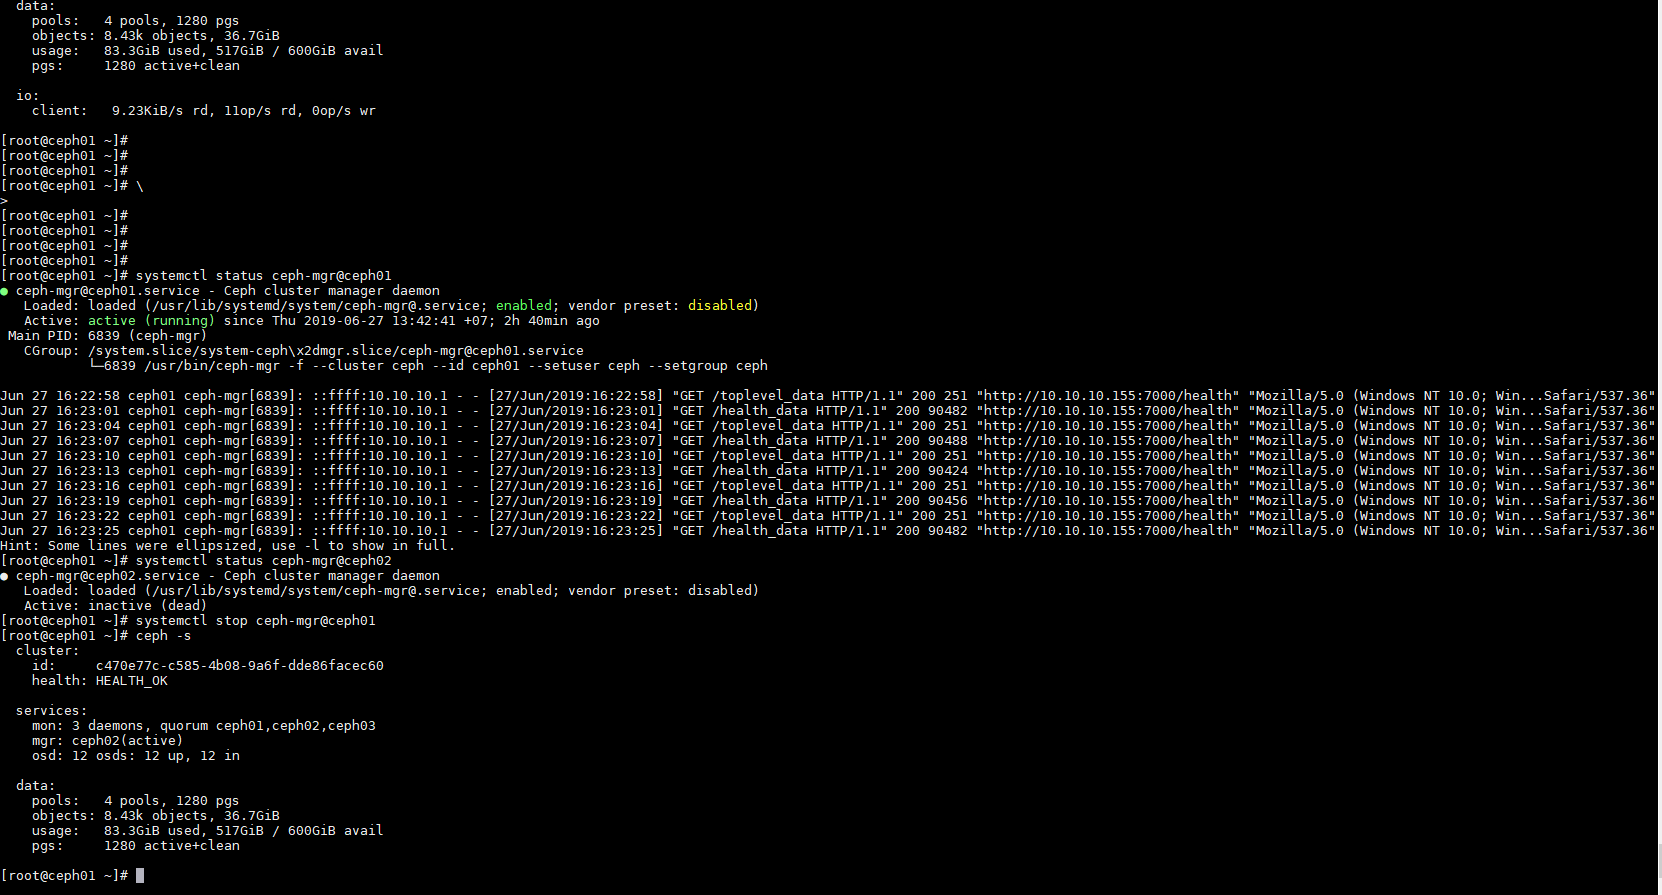 data:
    pools:   4 pools, 1280 pgs
    objects: 8.43k objects, 36.7GiB
    usage:   83.3GiB used, 517GiB / 600GiB avail
    pgs:     1280 active+clean

  io:
    client:   9.23KiB/s rd, 11op/s rd, 0op/s wr

[root@ceph01 ~]#
[root@ceph01 ~]#
[root@ceph01 ~]#
[root@ceph01 ~]# \
>
[root@ceph01 ~]#
[root@ceph01 ~]#
[root@ceph01 ~]#
[root@ceph01 ~]#
[root@ceph01 ~]# systemctl status ceph-mgr@ceph01
● ceph-mgr@ceph01.service - Ceph cluster manager daemon
   Loaded: loaded (/usr/lib/systemd/system/ceph-mgr@.service; enabled; vendor preset: disabled)
   Active: active (running) since Thu 2019-06-27 13:42:41 +07; 2h 40min ago
 Main PID: 6839 (ceph-mgr)
   CGroup: /system.slice/system-ceph\x2dmgr.slice/ceph-mgr@ceph01.service
           └─6839 /usr/bin/ceph-mgr -f --cluster ceph --id ceph01 --setuser ceph --setgroup ceph

Jun 27 16:22:58 ceph01 ceph-mgr[6839]: ::ffff:10.10.10.1 - - [27/Jun/2019:16:22:58] "GET /toplevel_data HTTP/1.1" 200 251 "http://10.10.10.155:7000/health" "Mozilla/5.0 (Windows NT 10.0; Win...Safari/537.36"
Jun 27 16:23:01 ceph01 ceph-mgr[6839]: ::ffff:10.10.10.1 - - [27/Jun/2019:16:23:01] "GET /health_data HTTP/1.1" 200 90482 "http://10.10.10.155:7000/health" "Mozilla/5.0 (Windows NT 10.0; Win...Safari/537.36"
Jun 27 16:23:04 ceph01 ceph-mgr[6839]: ::ffff:10.10.10.1 - - [27/Jun/2019:16:23:04] "GET /toplevel_data HTTP/1.1" 200 251 "http://10.10.10.155:7000/health" "Mozilla/5.0 (Windows NT 10.0; Win...Safari/537.36"
Jun 27 16:23:07 ceph01 ceph-mgr[6839]: ::ffff:10.10.10.1 - - [27/Jun/2019:16:23:07] "GET /health_data HTTP/1.1" 200 90488 "http://10.10.10.155:7000/health" "Mozilla/5.0 (Windows NT 10.0; Win...Safari/537.36"
Jun 27 16:23:10 ceph01 ceph-mgr[6839]: ::ffff:10.10.10.1 - - [27/Jun/2019:16:23:10] "GET /toplevel_data HTTP/1.1" 200 251 "http://10.10.10.155:7000/health" "Mozilla/5.0 (Windows NT 10.0; Win...Safari/537.36"
Jun 27 16:23:13 ceph01 ceph-mgr[6839]: ::ffff:10.10.10.1 - - [27/Jun/2019:16:23:13] "GET /health_data HTTP/1.1" 200 90424 "http://10.10.10.155:7000/health" "Mozilla/5.0 (Windows NT 10.0; Win...Safari/537.36"
Jun 27 16:23:16 ceph01 ceph-mgr[6839]: ::ffff:10.10.10.1 - - [27/Jun/2019:16:23:16] "GET /toplevel_data HTTP/1.1" 200 251 "http://10.10.10.155:7000/health" "Mozilla/5.0 (Windows NT 10.0; Win...Safari/537.36"
Jun 27 16:23:19 ceph01 ceph-mgr[6839]: ::ffff:10.10.10.1 - - [27/Jun/2019:16:23:19] "GET /health_data HTTP/1.1" 200 90456 "http://10.10.10.155:7000/health" "Mozilla/5.0 (Windows NT 10.0; Win...Safari/537.36"
Jun 27 16:23:22 ceph01 ceph-mgr[6839]: ::ffff:10.10.10.1 - - [27/Jun/2019:16:23:22] "GET /toplevel_data HTTP/1.1" 200 251 "http://10.10.10.155:7000/health" "Mozilla/5.0 (Windows NT 10.0; Win...Safari/537.36"
Jun 27 16:23:25 ceph01 ceph-mgr[6839]: ::ffff:10.10.10.1 - - [27/Jun/2019:16:23:25] "GET /health_data HTTP/1.1" 200 90482 "http://10.10.10.155:7000/health" "Mozilla/5.0 (Windows NT 10.0; Win...Safari/537.36"
Hint: Some lines were ellipsized, use -l to show in full.
[root@ceph01 ~]# systemctl status ceph-mgr@ceph02
● ceph-mgr@ceph02.service - Ceph cluster manager daemon
   Loaded: loaded (/usr/lib/systemd/system/ceph-mgr@.service; enabled; vendor preset: disabled)
   Active: inactive (dead)
[root@ceph01 ~]# systemctl stop ceph-mgr@ceph01
[root@ceph01 ~]# ceph -s
  cluster:
    id:     c470e77c-c585-4b08-9a6f-dde86facec60
    health: HEALTH_OK

  services:
    mon: 3 daemons, quorum ceph01,ceph02,ceph03
    mgr: ceph02(active)
    osd: 12 osds: 12 up, 12 in

  data:
    pools:   4 pools, 1280 pgs
    objects: 8.43k objects, 36.7GiB
    usage:   83.3GiB used, 517GiB / 600GiB avail
    pgs:     1280 active+clean

[root@ceph01 ~]#